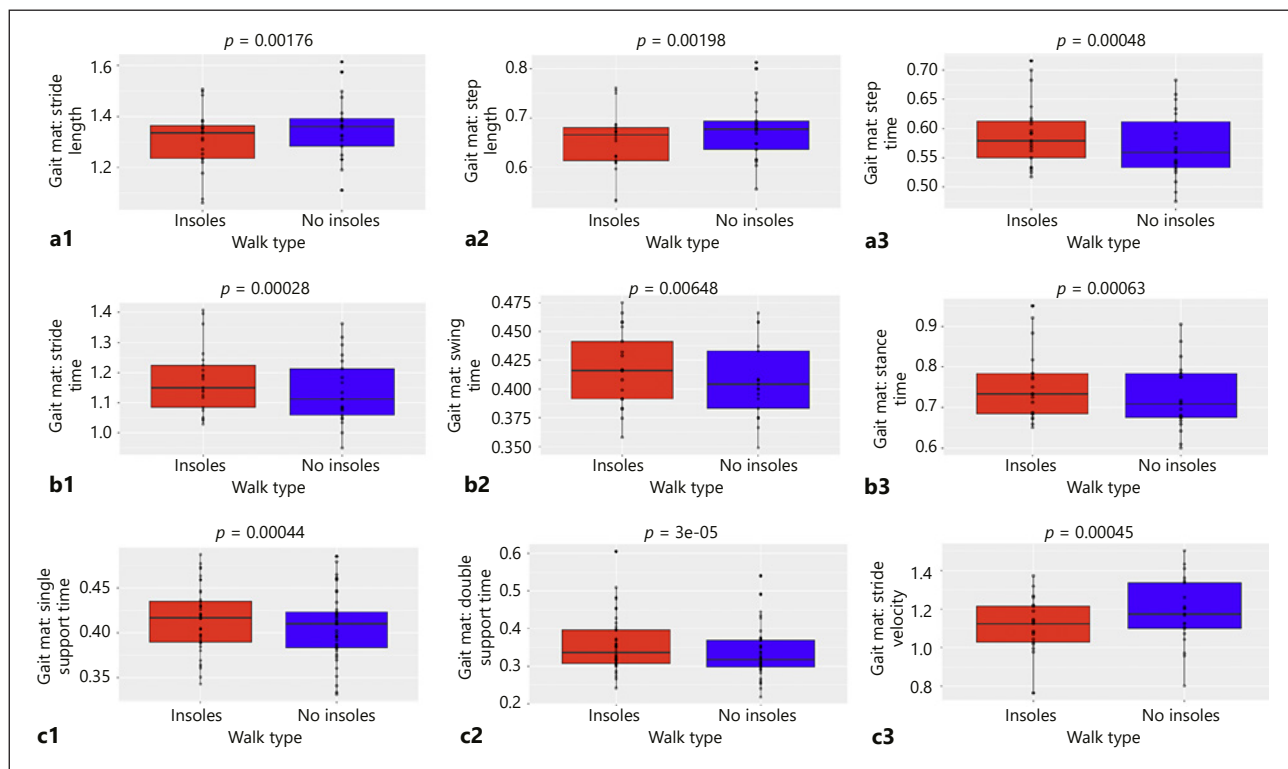 p = 0.00176
Gait mat: stride
length
1.6
1.4
1.2
Insoles No insoles
Walk type
a1
p = 0.00198
Gait mat: step
length
0.8
0.7
0.6
Insoles No insoles
Walk type
a2
p = 0.00048
Gait mat: step
time
0.70
0.65
0.60
0.55
0.50
Insoles No insoles
Walk type
a3
p = 0.00028
Gait mat: stride
time
1.4
1.3
1.2
1.1
1.0
Insoles No insoles
Walk type
b1
p = 0.00648
Gait mat: swing
time
0.475
0.450
0.425
0.400
0.350
Insoles No insoles
Walk type
b2
p = 0.00063
Gait mat: stance
time
0.9
0.8
0.7
0.6
Insoles No insoles
Walk type
b3
p = 0.00044
Gait mat: single
support time
0.45
0.40
0.35
Insoles No insoles
Walk type
c1
p = 3e-05
Gait mat: double
support time
0.6
0.5
0.4
0.3
0.2
Insoles No insoles
Walk type
c2
p = 0.00045
Gait mat: stride
velocity
1.4
1.2
1.0
0.8
Insoles No insoles
Walk type
c3